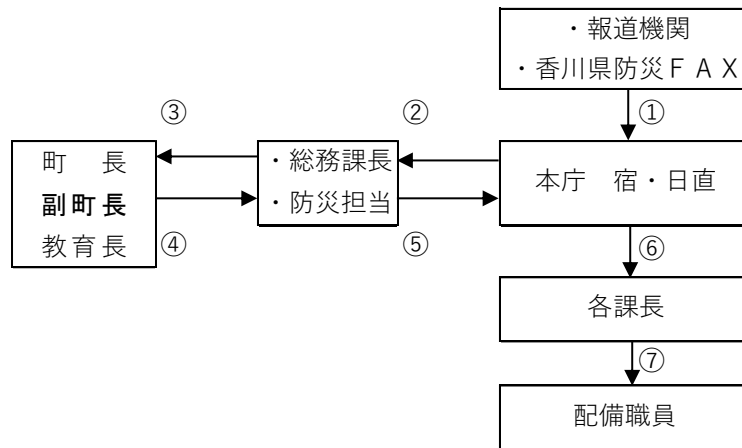 ・報道機関
・香川県防災ＦＡＸ
①
③
②
町　長
副町長
教育長
・総務課長
・防災担当
本庁　宿・日直
④
⑤
⑥
各課長
⑦
配備職員